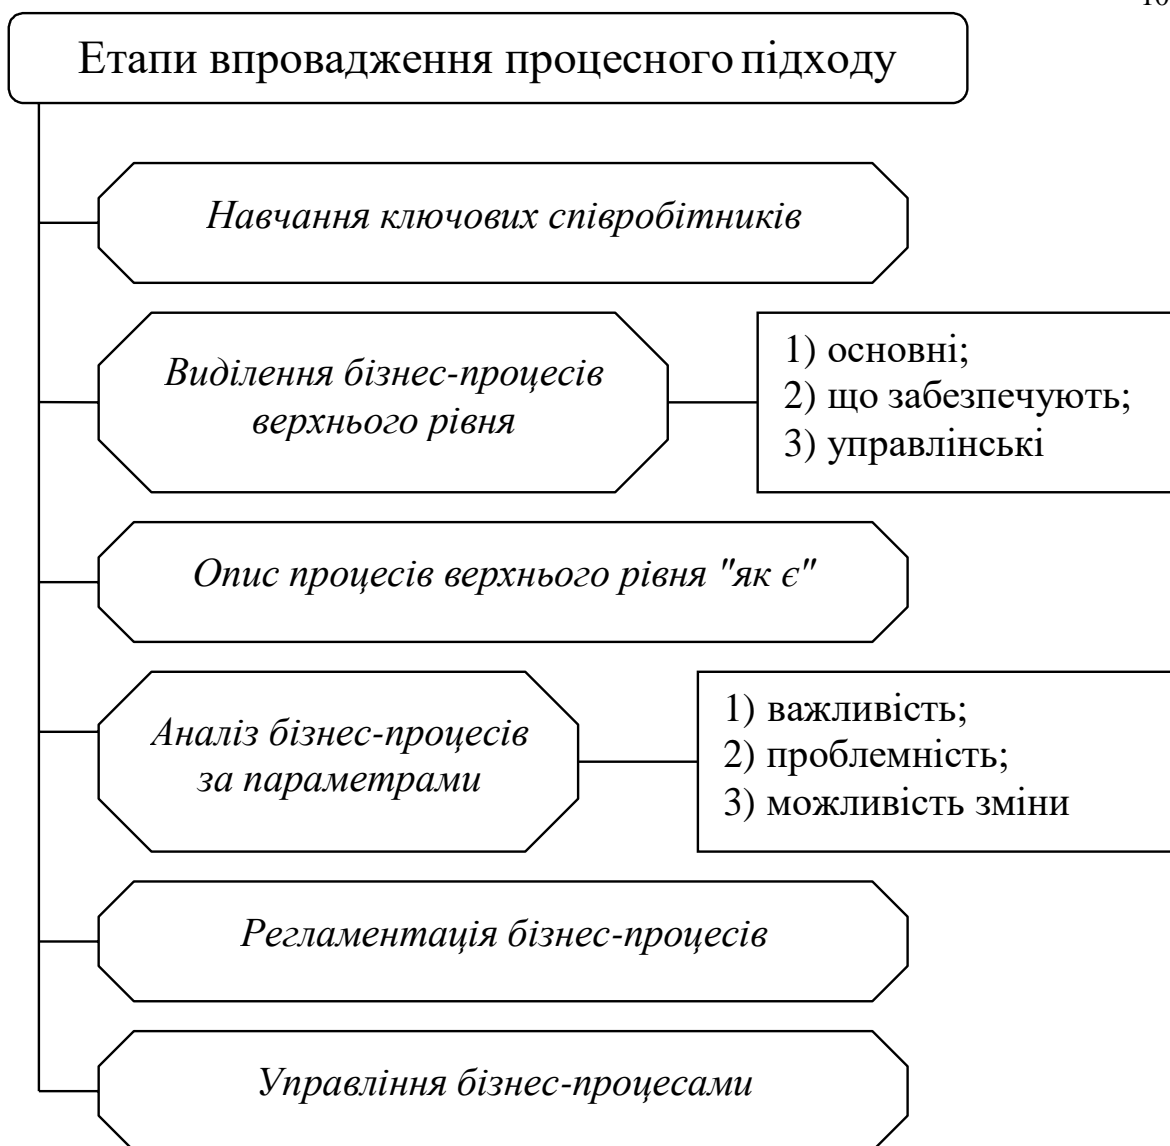 Етапи впровадження процесного підходу
Навчання ключових співробітників
Виділення бізнес-процесів
верхнього рівня
1) основні;
2) що забезпечують;
3) управлінські
Опис процесів верхнього рівня "як є"
Аналіз бізнес-процесів
за параметрами
1) важливість;
2) проблемність;
3) можливість зміни
Регламентація бізнес-процесів
Управління бізнес-процесами